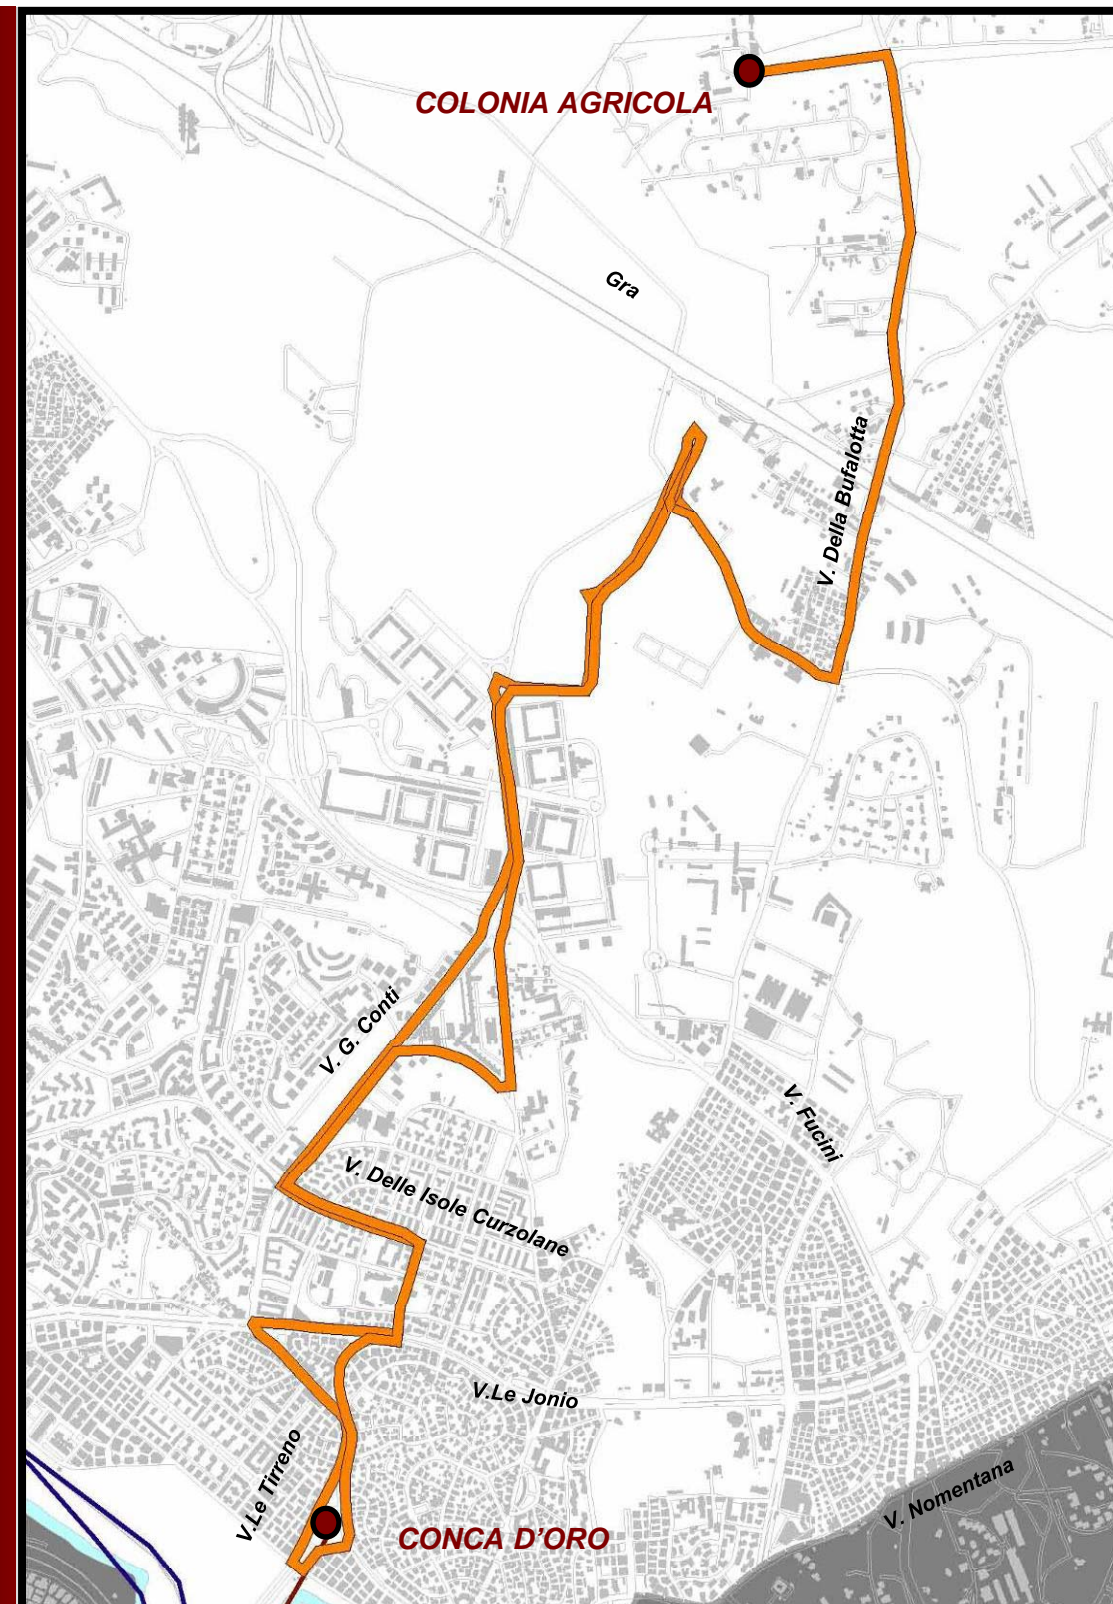 COLONIA AGRICOLA
Gra
V. Della Bufalotta
V. G. Conti
V. Fucini
V. Delle Isole Curzolane
V.Le Jonio
V.Le Tirreno
V. Nomentana
CONCA D'ORO